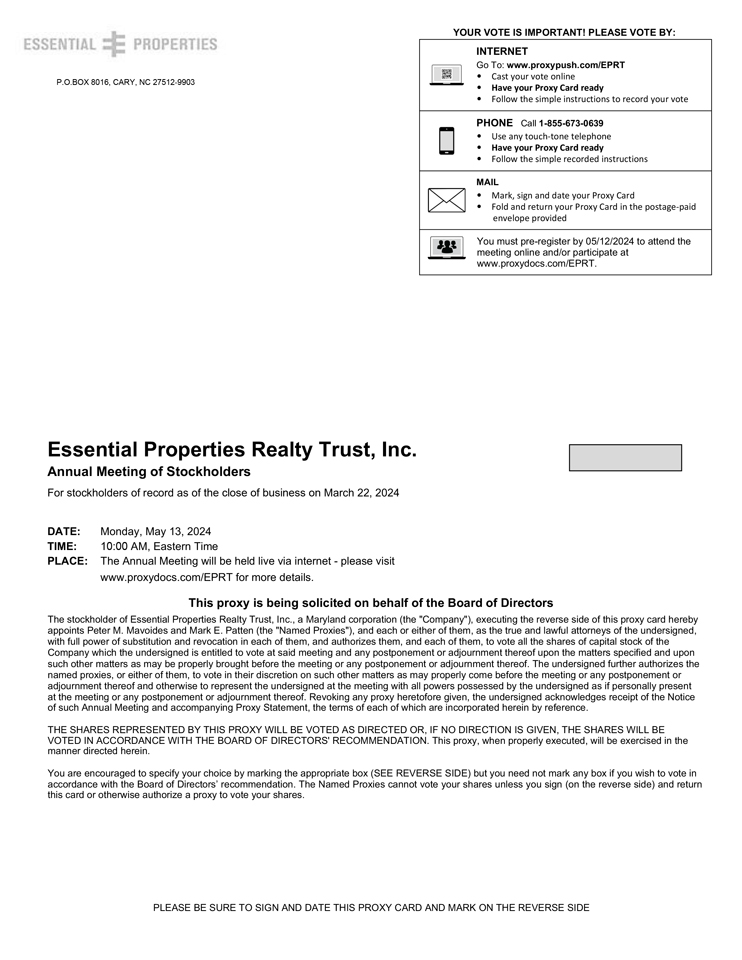 ESSENTIAL PROPERTIES
P.O.BOX 8016, CARY, NC 27512-9903
YOUR VOTE IS IMPORTANT! PLEASE VOTE BY:
INTERNET
Go To: www.proxypush.com/EPRT
• Cast your vote online
• Have your Proxy Card ready
• Follow the simple instructions to record your vote
PHONE Call 1-855-673-0639
• Use any touch-tone telephone
• Have your Proxy Card ready
• Follow the simple recorded instructions
MAIL
• Mark, sign and date your Proxy Card
• Fold and return your Proxy Card in the postage-paid
envelope provided
You must pre-register by 05/12/2024 to attend the
meeting online and/or participate at
www.proxydocs.com/EPRT.
Essential Properties Realty Trust, Inc.
Annual Meeting of Stockholders
For stockholders of record as of the close of business on March 22, 2024
DATE: Monday, May 13, 2024
TIME: 10:00 AM, Eastern Time
PLACE: The Annual Meeting will be held live via internet - please visit
www.proxydocs.com/EPRT for more details.
This proxy is being solicited on behalf of the Board of Directors
The stockholder of Essential Properties Realty Trust, Inc., a Maryland corporation (the "Company"), executing the reverse side of this proxy card hereby
appoints Peter M. Mavoides and Mark E. Patten (the "Named Proxies"), and each or either of them, as the true and lawful attorneys of the undersigned,
with full power of substitution and revocation in each of them, and authorizes them, and each of them, to vote all the shares of capital stock of the
Company which the undersigned is entitled to vote at said meeting and any postponement or adjournment thereof upon the matters specified and upon
such other matters as may be properly brought before the meeting or any postponement or adjournment thereof. The undersigned further authorizes the
named proxies, or either of them, to vote in their discretion on such other matters as may properly come before the meeting or any postponement or
adjournment thereof and otherwise to represent the undersigned at the meeting with all powers possessed by the undersigned as if personally present
at the meeting or any postponement or adjournment thereof. Revoking any proxy heretofore given, the undersigned acknowledges receipt of the Notice
of such Annual Meeting and accompanying Proxy Statement, the terms of each of which are incorporated herein by reference.
THE SHARES REPRESENTED BY THIS PROXY WILL BE VOTED AS DIRECTED OR, IF NO DIRECTION IS GIVEN, THE SHARES WILL BE
VOTED IN ACCORDANCE WITH THE BOARD OF DIRECTORS' RECOMMENDATION. This proxy, when properly executed, will be exercised in the
manner directed herein.
You are encouraged to specify your choice by marking the appropriate box (SEE REVERSE SIDE) but you need not mark any box if you wish to vote in
accordance with the Board of Directors’ recommendation. The Named Proxies cannot vote your shares unless you sign (on the reverse side) and return
this card or otherwise authorize a proxy to vote your shares.
PLEASE BE SURE TO SIGN AND DATE THIS PROXY CARD AND MARK ON THE REVERSE SIDE